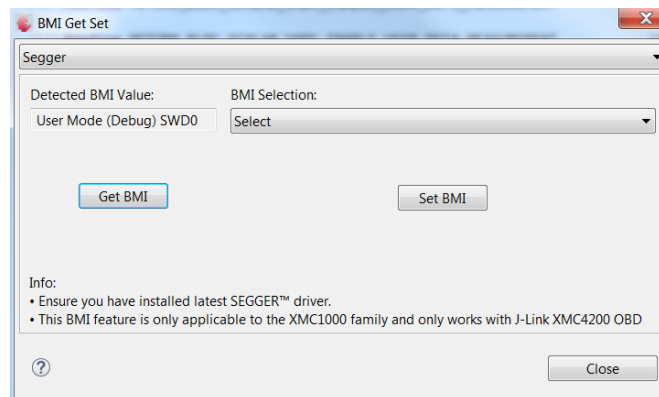 BMI Get Set
Segger
Detected BMI Value:
BMI Selection:
User Mode (Debug) SWD0
Select
Get BMI
Set BMI
Info:
• Ensure you have installed latest SEGGER™ driver.
• This BMI feature is only applicable to the XMC1000 family and only works with J-Link XMC4200 OBD
?
Close